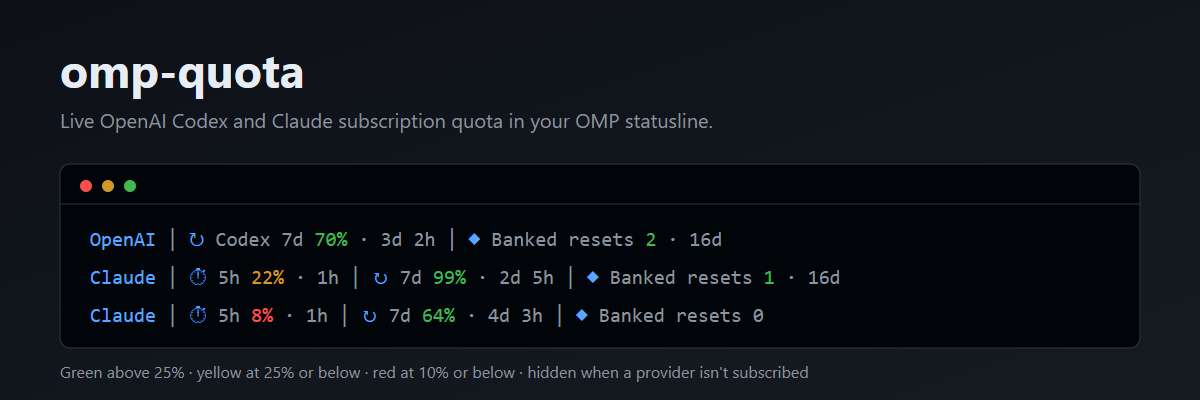 omp-quota
Live OpenAI Codex and Claude subscription quota in your OMP statusline.
OpenAI │ ↻ Codex 7d 70% · 3d 2h │ ◆ Banked resets 2 · 16d
Claude │ ⏱ 5h 22% · 1h │ ↻ 7d 99% · 2d 5h │ ◆ Banked resets 1 · 16d
Claude │ ⏱ 5h 8% · 1h │ ↻ 7d 64% · 4d 3h │ ◆ Banked resets 0
Green above 25% · yellow at 25% or below · red at 10% or below · hidden when a provider isn't subscribed